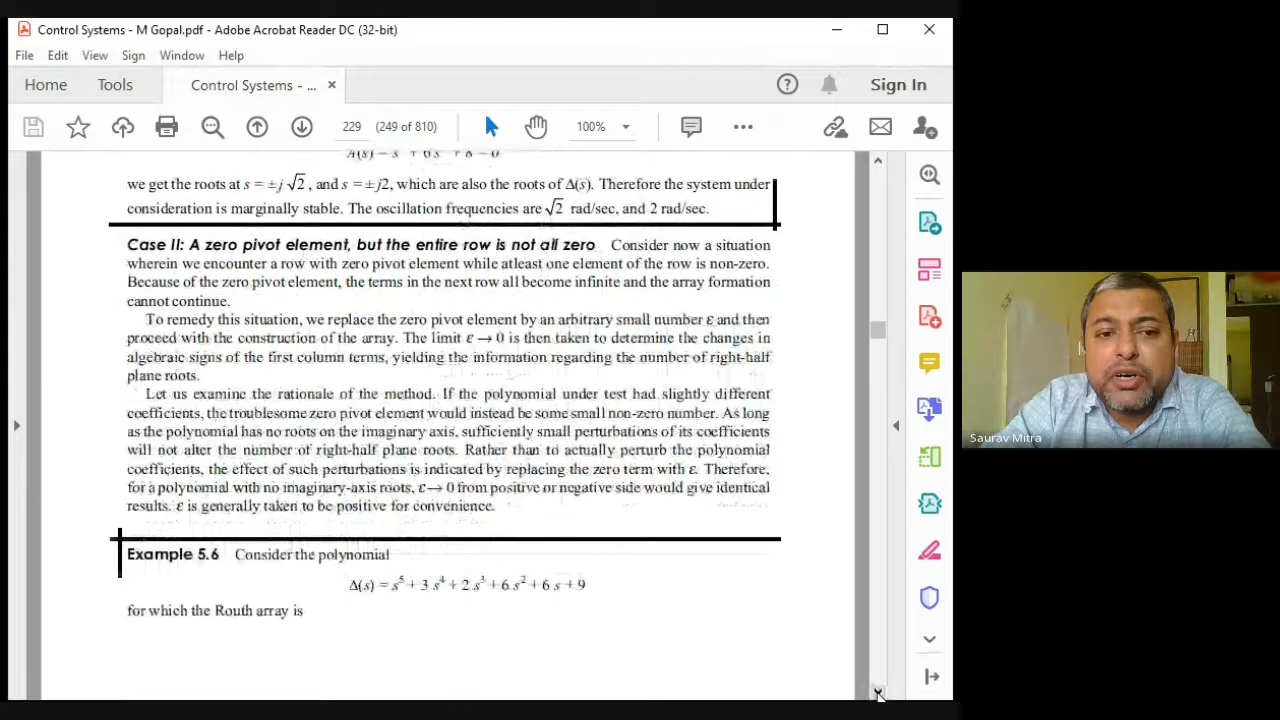 Control Systems - M Gopal.pdf - Adobe Acrobat Reader DC (32-bit)
File Edit View Sign Window Help
Home Tools Control Systems - ... × Sign In
229 (249 of 810) 100%
we get the roots at s = ±j √2 , and s = ±j2, which are also the roots of Δ(s). Therefore the system under
consideration is marginally stable. The oscillation frequencies are √2 rad/sec, and 2 rad/sec.
Case II: A zero pivot element, but the entire row is not all zero Consider now a situation
wherein we encounter a row with zero pivot element while atleast one element of the row is non-zero.
Because of the zero pivot element, the terms in the next row all become infinite and the array formation
cannot continue.
To remedy this situation, we replace the zero pivot element by an arbitrary small number ε and then
proceed with the construction of the array. The limit ε → 0 is then taken to determine the changes in
algebraic signs of the first column terms, yielding the information regarding the number of right-half
plane roots.
Let us examine the rationale of the method. If the polynomial under test had slightly different
coefficients, the troublesome zero pivot element would instead be some small non-zero number. As long
as the polynomial has no roots on the imaginary axis, sufficiently small perturbations of its coefficients
will not alter the number of right-half plane roots. Rather than to actually perturb the polynomial
coefficients, the effect of such perturbations is indicated by replacing the zero term with ε. Therefore,
for a polynomial with no imaginary-axis roots, ε → 0 from positive or negative side would give identical
results. ε is generally taken to be positive for convenience.
Example 5.6 Consider the polynomial
Δ(s) = s⁵ + 3 s⁴ + 2 s³ + 6 s² + 6 s + 9
for which the Routh array is
Saurav Mitra